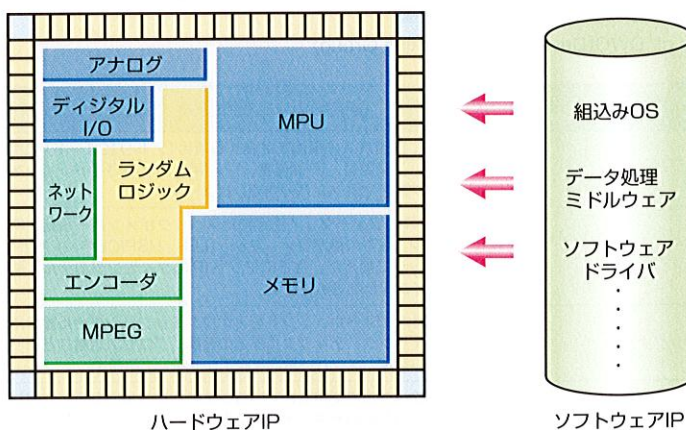 アナログ
ディジタル
I/O
MPU
ランダム
ロジック
ネット
ワーク
エンコーダ
MPEG
メモリ
ハードウェアIP
組込みOS
データ処理
ミドルウェア
ソフトウェア
ドライバ
ソフトウェアIP